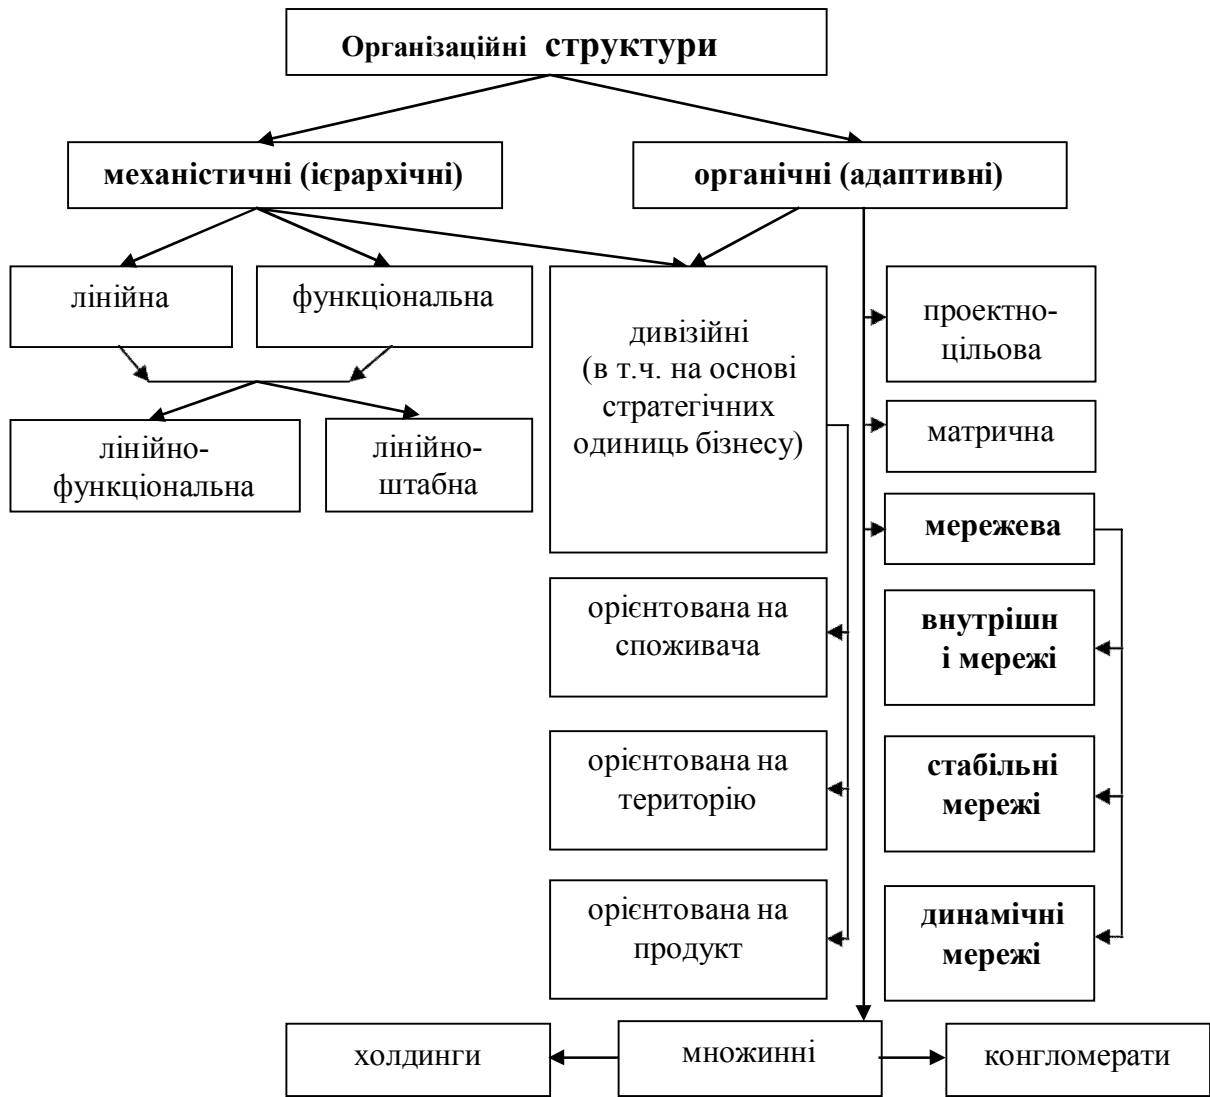 Організаційні структури
механістичні (ієрархічні)
органічні (адаптивні)
лінійна
функціональна
дивізійні
(в т.ч. на основі
стратегічних
одиниць бізнесу)
проектно-
цільова
матрична
лінійно-
функціональна
лінійно-
штабна
мережева
орієнтована на
споживача
внутрішн
і мережі
орієнтована на
територію
стабільні
мережі
орієнтована на
продукт
динамічні
мережі
холдинги
множинні
конгломерати